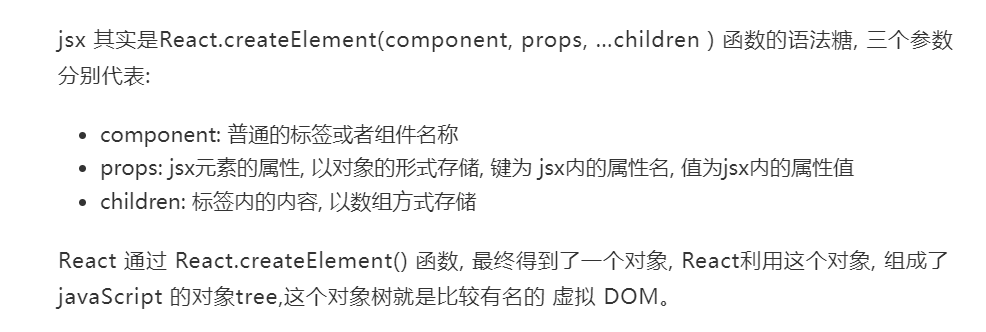 jsx 其实是React.createElement(component, props, ...children ) 函数的语法糖, 三个参数
分别代表:
• component: 普通的标签或者组件名称
• props: jsx元素的属性, 以对象的形式存储, 键为 jsx内的属性名, 值为jsx内的属性值
• children: 标签内的内容, 以数组方式存储
React 通过 React.createElement() 函数, 最终得到了一个对象, React利用这个对象, 组成了
javaScript 的对象tree,这个对象树就是比较有名的 虚拟 DOM。